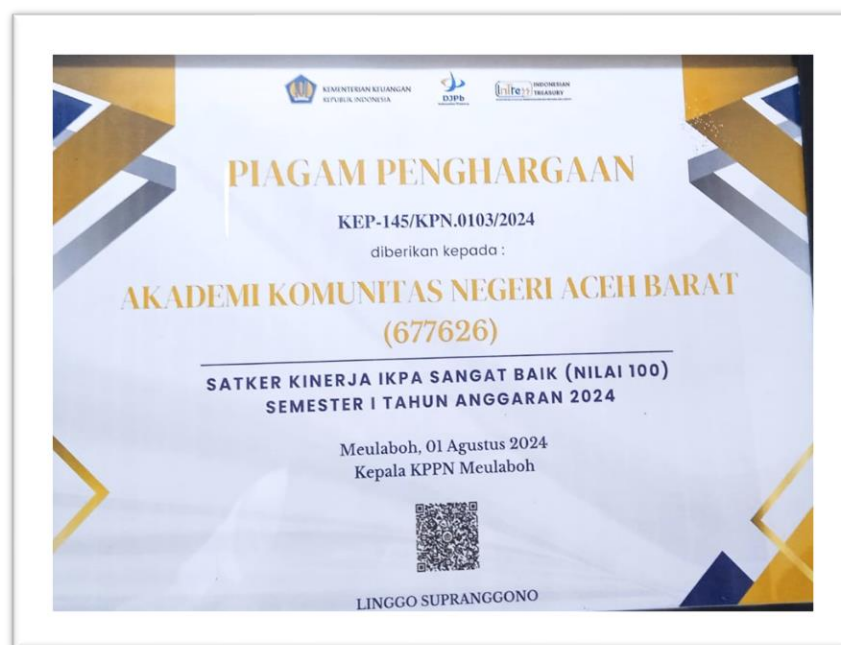 KEMENTERIAN KEUANGAN
REPUBLIK INDONESIA
DJPb
InTress
INDONESIAN
TREASURY
PIAGAM PENGHARGAAN
KEP-145/KPN.0103/2024
diberikan kepada :
AKADEMI KOMUNITAS NEGERI ACEH BARAT
(677626)
SATKER KINERJA IKPA SANGAT BAIK (NILAI 100)
SEMESTER I TAHUN ANGGARAN 2024
Meulaboh, 01 Agustus 2024
Kepala KPPN Meulaboh
LINGGO SUPRANGGONO